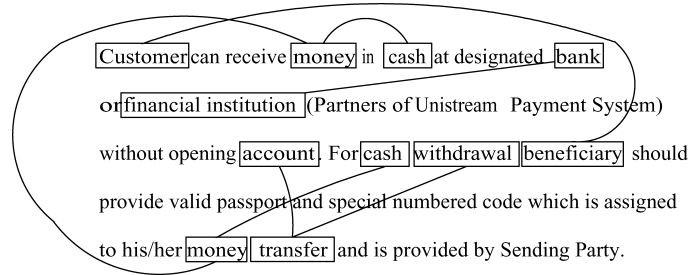 Customer can receive money in cash at designated bank
or financial institution (Partners of Unistream Payment System)
without opening account. For cash withdrawal beneficiary should
provide valid passport and special numbered code which is assigned
to his/her money transfer and is provided by Sending Party.